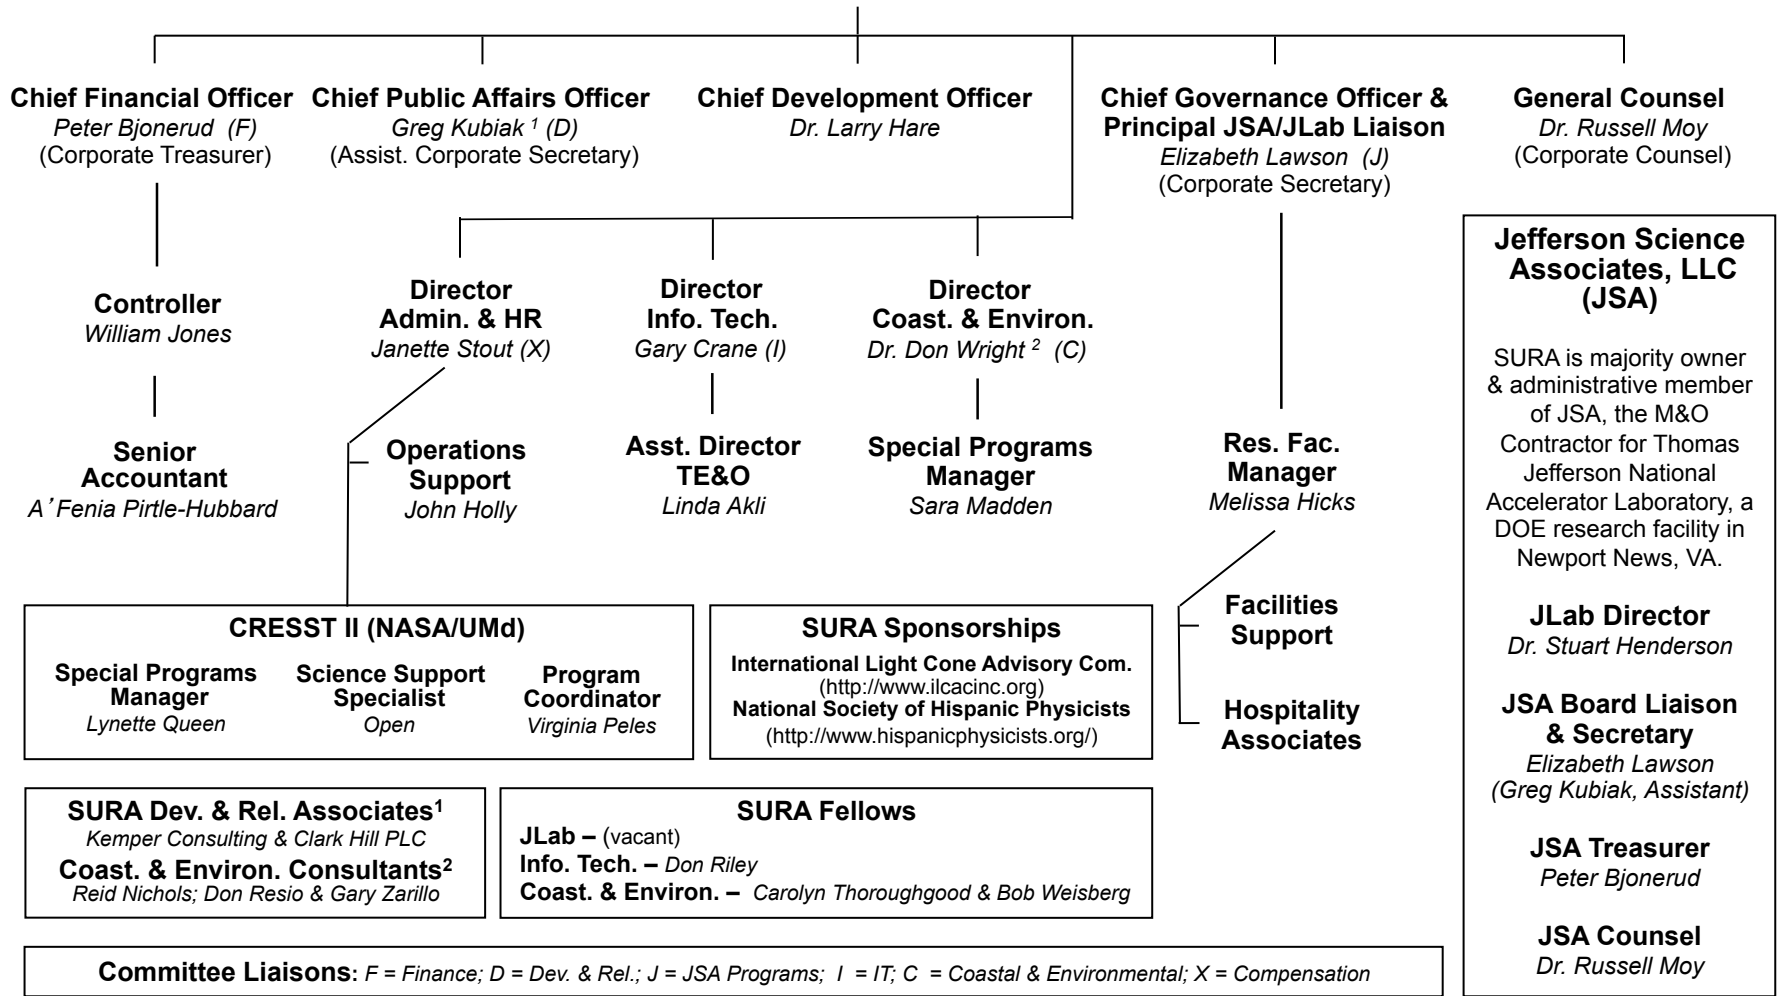 Chief Financial Officer
Peter Bjonerud (F)
(Corporate Treasurer)
Chief Public Affairs Officer
Greg Kubiak ¹ (D)
(Assist. Corporate Secretary)
Chief Development Officer
Dr. Larry Hare
Chief Governance Officer &
Principal JSA/JLab Liaison
Elizabeth Lawson (J)
(Corporate Secretary)
General Counsel
Dr. Russell Moy
(Corporate Counsel)
Controller
William Jones
Director
Admin. & HR
Janette Stout (X)
Director
Info. Tech.
Gary Crane (I)
Director
Coast. & Environ.
Dr. Don Wright ² (C)
Senior
Accountant
A’Fenia Pirtle-Hubbard
Operations
Support
John Holly
Asst. Director
TE&O
Linda Akli
Special Programs
Manager
Sara Madden
Res. Fac.
Manager
Melissa Hicks
Facilities
Support
Hospitality
Associates
CRESST II (NASA/UMd)
Special Programs
Manager
Lynette Queen
Science Support
Specialist
Open
Program
Coordinator
Virginia Peles
SURA Sponsorships
International Light Cone Advisory Com.
(http://www.ilcacinc.org)
National Society of Hispanic Physicists
(http://www.hispanicphysicists.org/)
SURA Dev. & Rel. Associates¹
Kemper Consulting & Clark Hill PLC
Coast. & Environ. Consultants²
Reid Nichols; Don Resio & Gary Zarillo
SURA Fellows
JLab – (vacant)
Info. Tech. – Don Riley
Coast. & Environ. – Carolyn Thoroughgood & Bob Weisberg
Jefferson Science
Associates, LLC
(JSA)
SURA is majority owner
& administrative member
of JSA, the M&O
Contractor for Thomas
Jefferson National
Accelerator Laboratory, a
DOE research facility in
Newport News, VA.
JLab Director
Dr. Stuart Henderson
JSA Board Liaison
& Secretary
Elizabeth Lawson
(Greg Kubiak, Assistant)
JSA Treasurer
Peter Bjonerud
JSA Counsel
Dr. Russell Moy
Committee Liaisons: F = Finance; D = Dev. & Rel.; J = JSA Programs; I = IT; C = Coastal & Environmental; X = Compensation